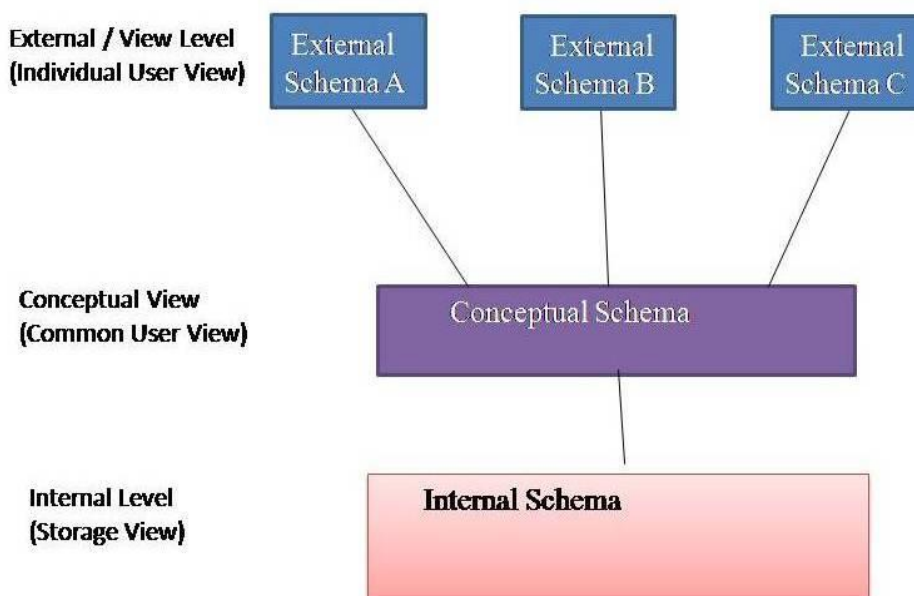 External / View Level
(Individual User View)
External
Schema A
External
Schema B
External
Schema C
Conceptual View
(Common User View)
Conceptual Schema
Internal Level
(Storage View)
Internal Schema